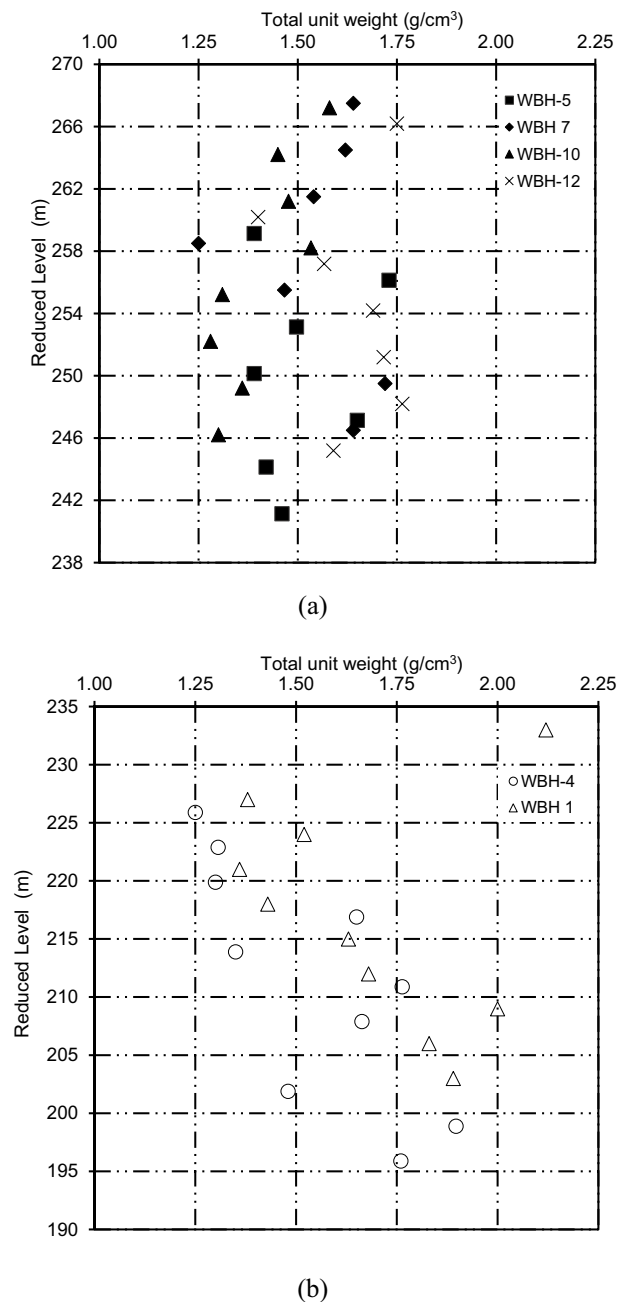 Total unit weight (g/cm³)
1.00 1.25 1.50 1.75 2.00 2.25
270
266
262
258
254
250
246
242
238
Reduced Level (m)
WBH-5
WBH 7
WBH-10
WBH-12
(a)
Total unit weight (g/cm³)
1.00 1.25 1.50 1.75 2.00 2.25
235
230
225
220
215
210
205
200
195
190
Reduced Level (m)
WBH-4
WBH 1
(b)